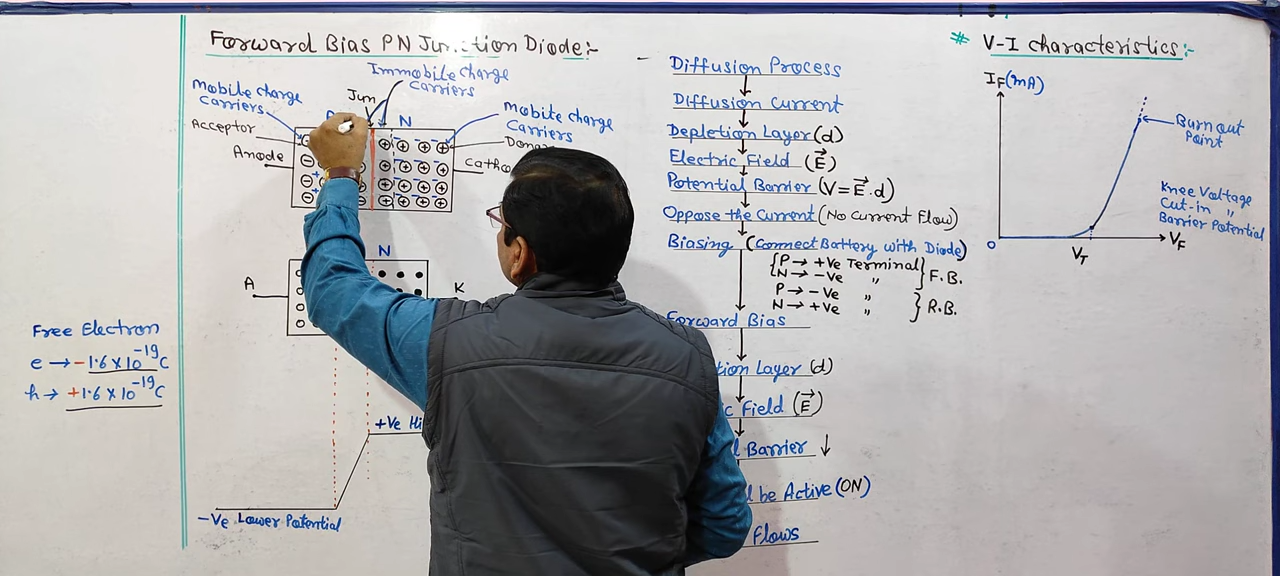 Forward Bias PN Junction Diode:-
Immobile charge
carriers
Mobile charge
carriers
Jun
N
Mobile charge
carriers
Acceptor
Anode
A
N
K
Free Electron
e → -1.6 x 10^-19 C
h → +1.6 x 10^-19 C
+Ve Hi
-Ve Lower Potential
Diffusion Process
↓
Diffusion Current
↓
Depletion Layer (d)
↓
Electric Field (E⃗)
↓
Potential Barrier (V = E⃗.d)
↓
Oppose the Current (No Current Flow)
↓
Biasing (Connect Battery with Diode)
P → +Ve Terminal
N → -Ve " } F.B.
P → -Ve "
N → +Ve " } R.B.
Forward Bias
↓
Layer (d)
↓
Field (E⃗)
↓
Barrier ↓
be Active (ON)
Flows
* V-I characteristics:-
IF (mA)
Burn out
Point
Knee Voltage
Cut-in "
Barrier Potential
0
VT
VF